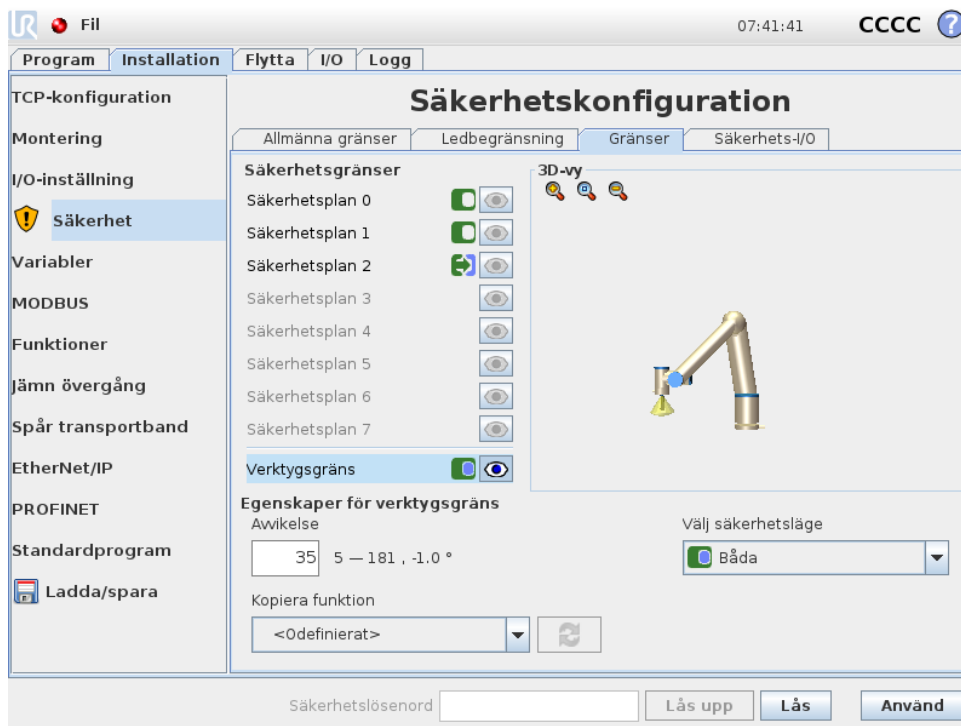 UR Fil 07:41:41 CCCC ?
Program Installation Flytta I/O Logg
TCP-konfiguration
Montering
I/O-inställning
Säkerhet
Variabler
MODBUS
Funktioner
Jämn övergång
Spår transportband
EtherNet/IP
PROFINET
Standardprogram
Ladda/spara
Säkerhetskonfiguration
Allmänna gränser Ledbegränsning Gränser Säkerhets-I/O
Säkerhetsgränser
Säkerhetsplan 0
Säkerhetsplan 1
Säkerhetsplan 2
Säkerhetsplan 3
Säkerhetsplan 4
Säkerhetsplan 5
Säkerhetsplan 6
Säkerhetsplan 7
Verktygsgräns
3D-vy
Egenskaper för verktygsgräns
Avvikelse
35 5 — 181 , -1.0 °
Välj säkerhetsläge
Båda
Kopiera funktion
<Odefinierat>
Säkerhetslösenord Lås upp Lås Använd